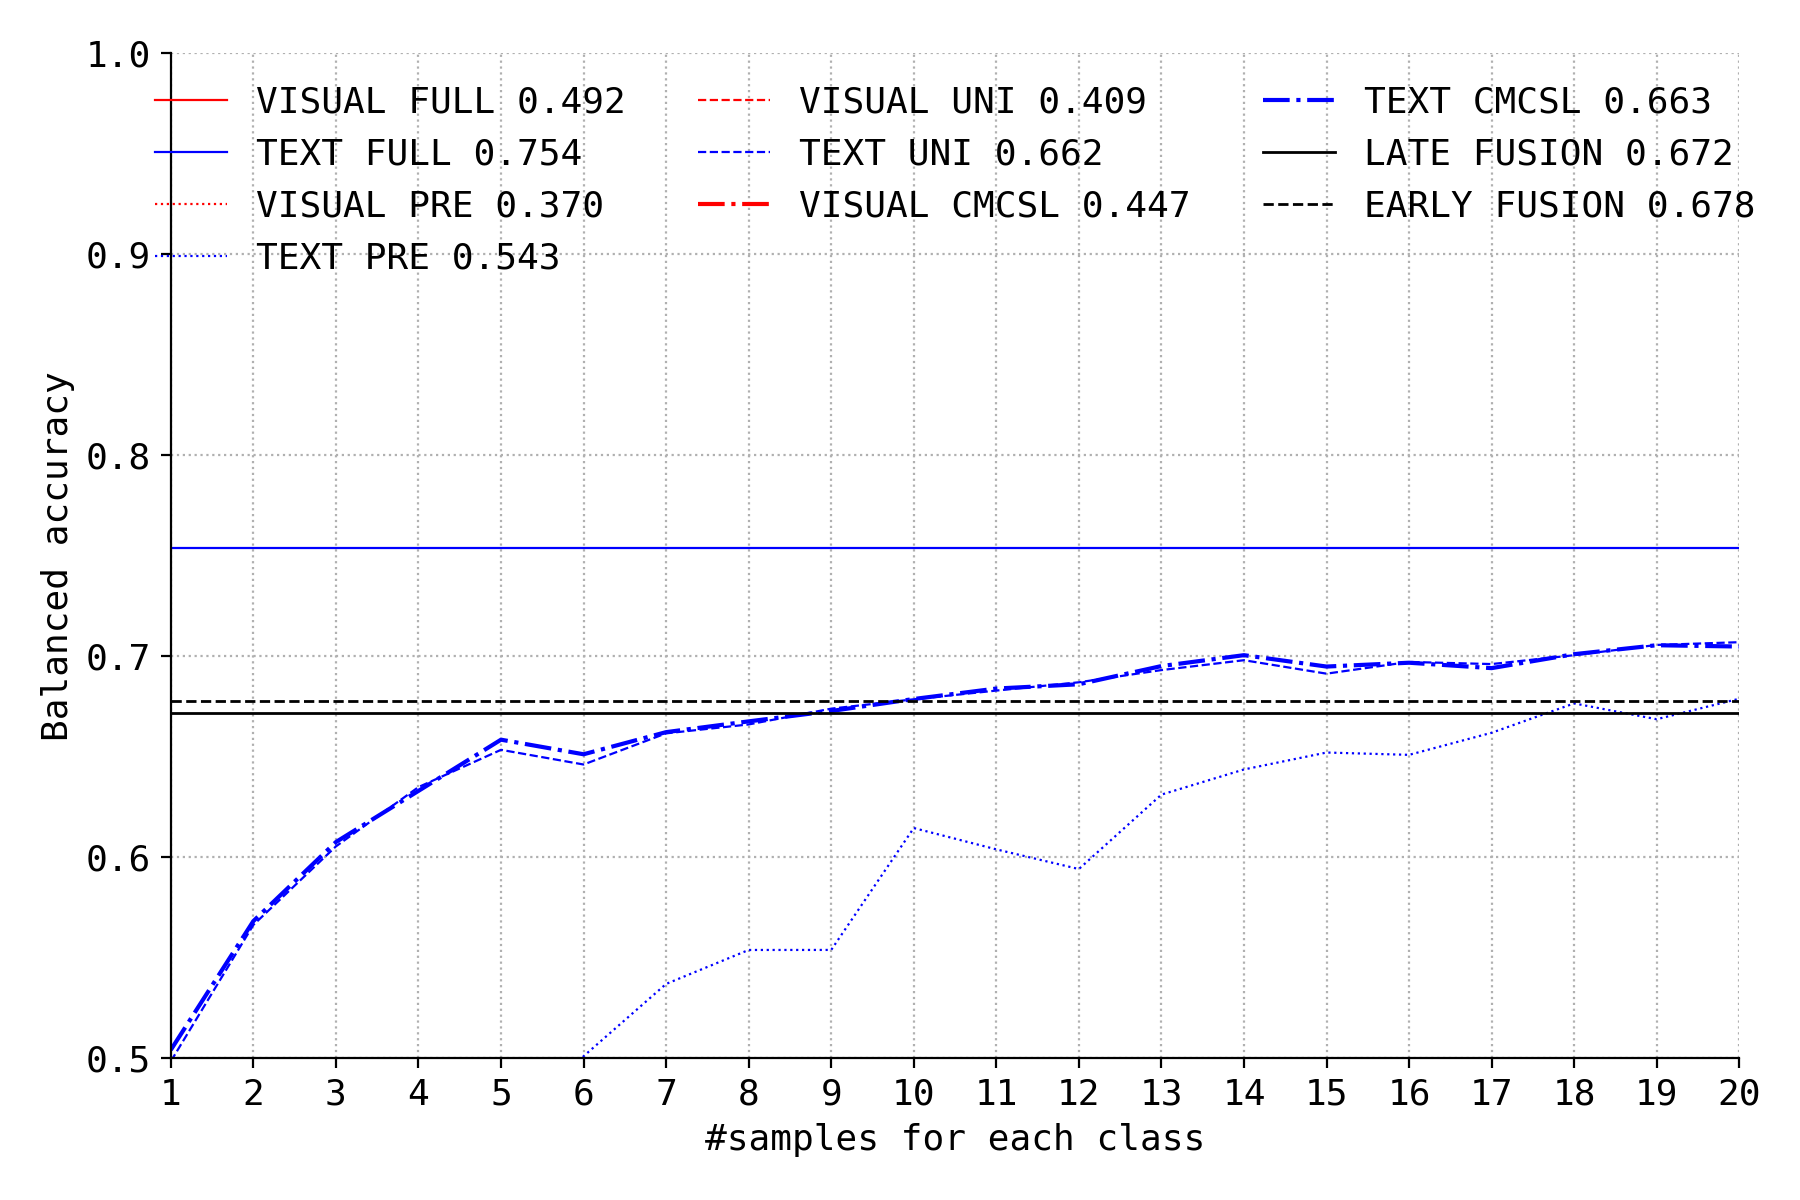 1.0
VISUAL FULL 0.492
TEXT FULL 0.754
VISUAL PRE 0.370
TEXT PRE 0.543
VISUAL UNI 0.409
TEXT UNI 0.662
VISUAL CMCSL 0.447
TEXT CMCSL 0.663
LATE FUSION 0.672
EARLY FUSION 0.678
0.9
0.8
0.7
0.6
0.5
Balanced accuracy
1 2 3 4 5 6 7 8 9 10 11 12 13 14 15 16 17 18 19 20
#samples for each class